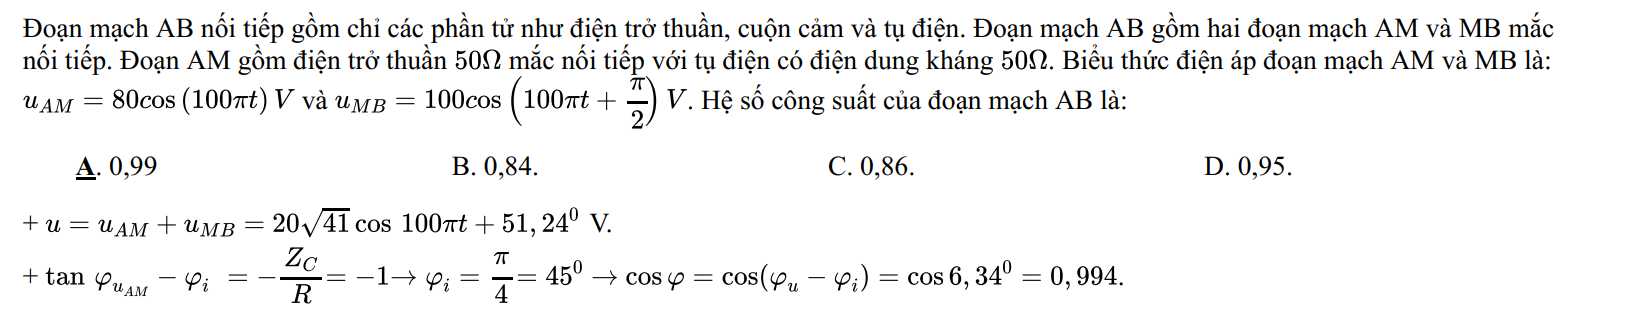 Đoạn mạch AB nối tiếp gồm chỉ các phần tử như điện trở thuần, cuộn cảm và tụ điện. Đoạn mạch AB gồm hai đoạn mạch AM và MB mắc
nối tiếp. Đoạn AM gồm điện trở thuần 50Ω mắc nối tiếp với tụ điện có điện dung kháng 50Ω. Biểu thức điện áp đoạn mạch AM và MB là:
$u_{AM} = 80cos(100\pi t) V$ và $u_{MB} = 100cos\left(100\pi t + \frac{\pi}{2}\right) V$. Hệ số công suất của đoạn mạch AB là:
A. 0,99 B. 0,84. C. 0,86. D. 0,95.
$+ u = u_{AM} + u_{MB} = 20\sqrt{41} \cos 100\pi t + 51,24^0$ V.
$+ \tan \varphi_{u_{AM}} - \varphi_i = -\frac{Z_C}{R} = -1 \rightarrow \varphi_i = \frac{\pi}{4} = 45^0 \rightarrow \cos \varphi = \cos(\varphi_u - \varphi_i) = \cos 6,34^0 = 0,994.$